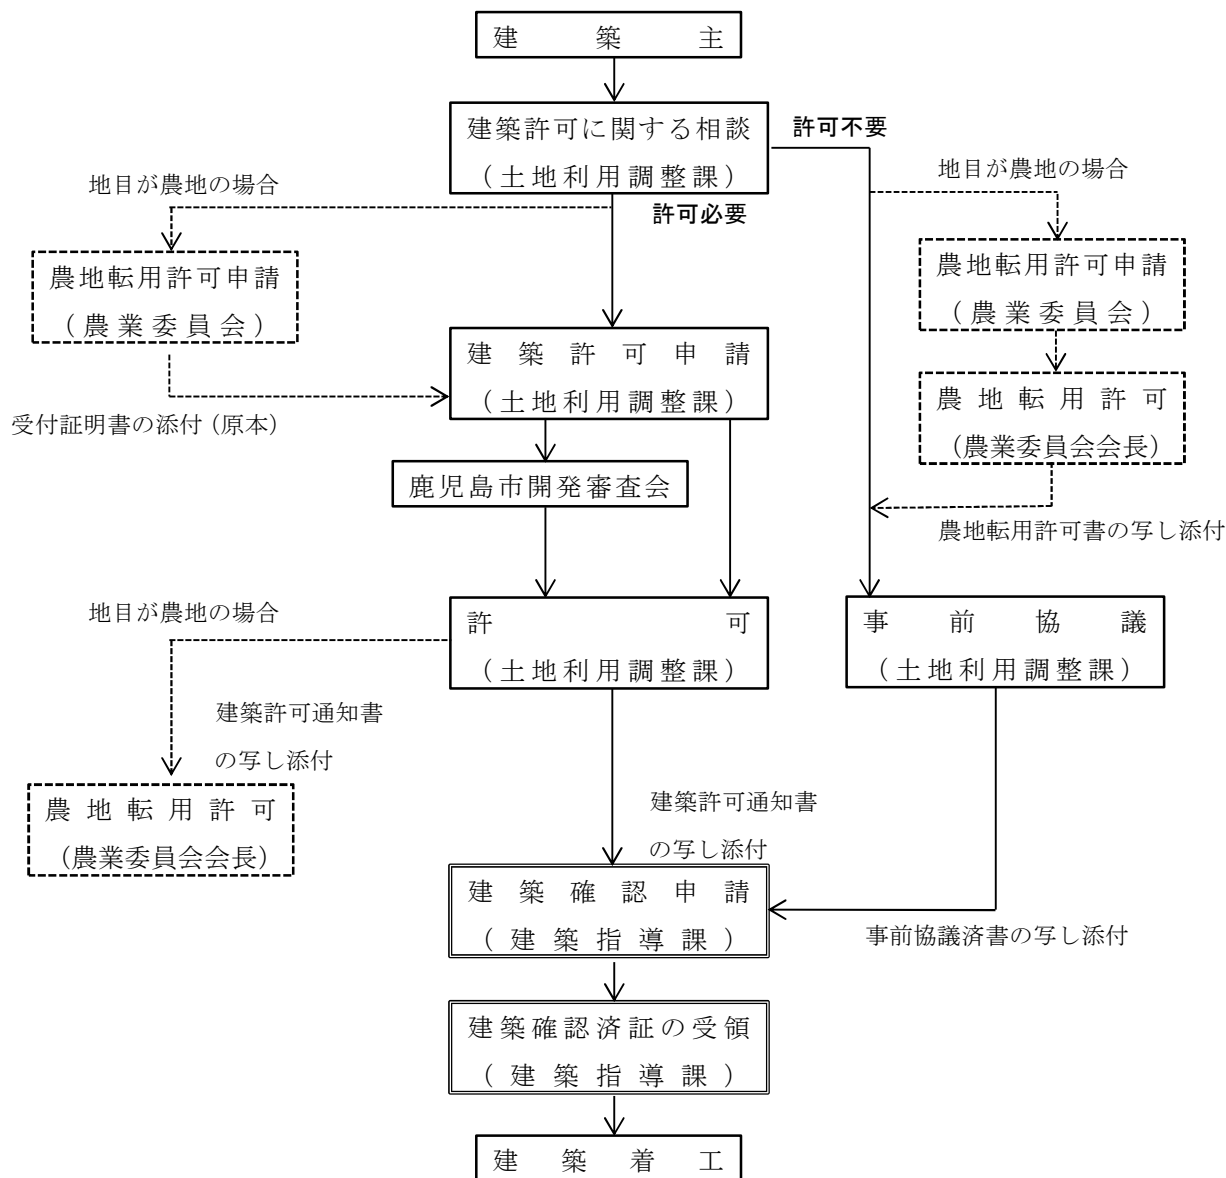 建築主
建築許可に関する相談
(土地利用調整課)
許可不要
地目が農地の場合
許可必要
地目が農地の場合
農地転用許可申請
(農業委員会)
農地転用許可申請
(農業委員会)
建築許可申請
(土地利用調整課)
農地転用許可
(農業委員会会長)
受付証明書の添付(原本)
鹿児島市開発審査会
農地転用許可書の写し添付
地目が農地の場合
許可
(土地利用調整課)
事前協議
(土地利用調整課)
建築許可通知書
の写し添付
農地転用許可
(農業委員会会長)
建築許可通知書
の写し添付
建築確認申請
(建築指導課)
事前協議済書の写し添付
建築確認済証の受領
(建築指導課)
建築着工